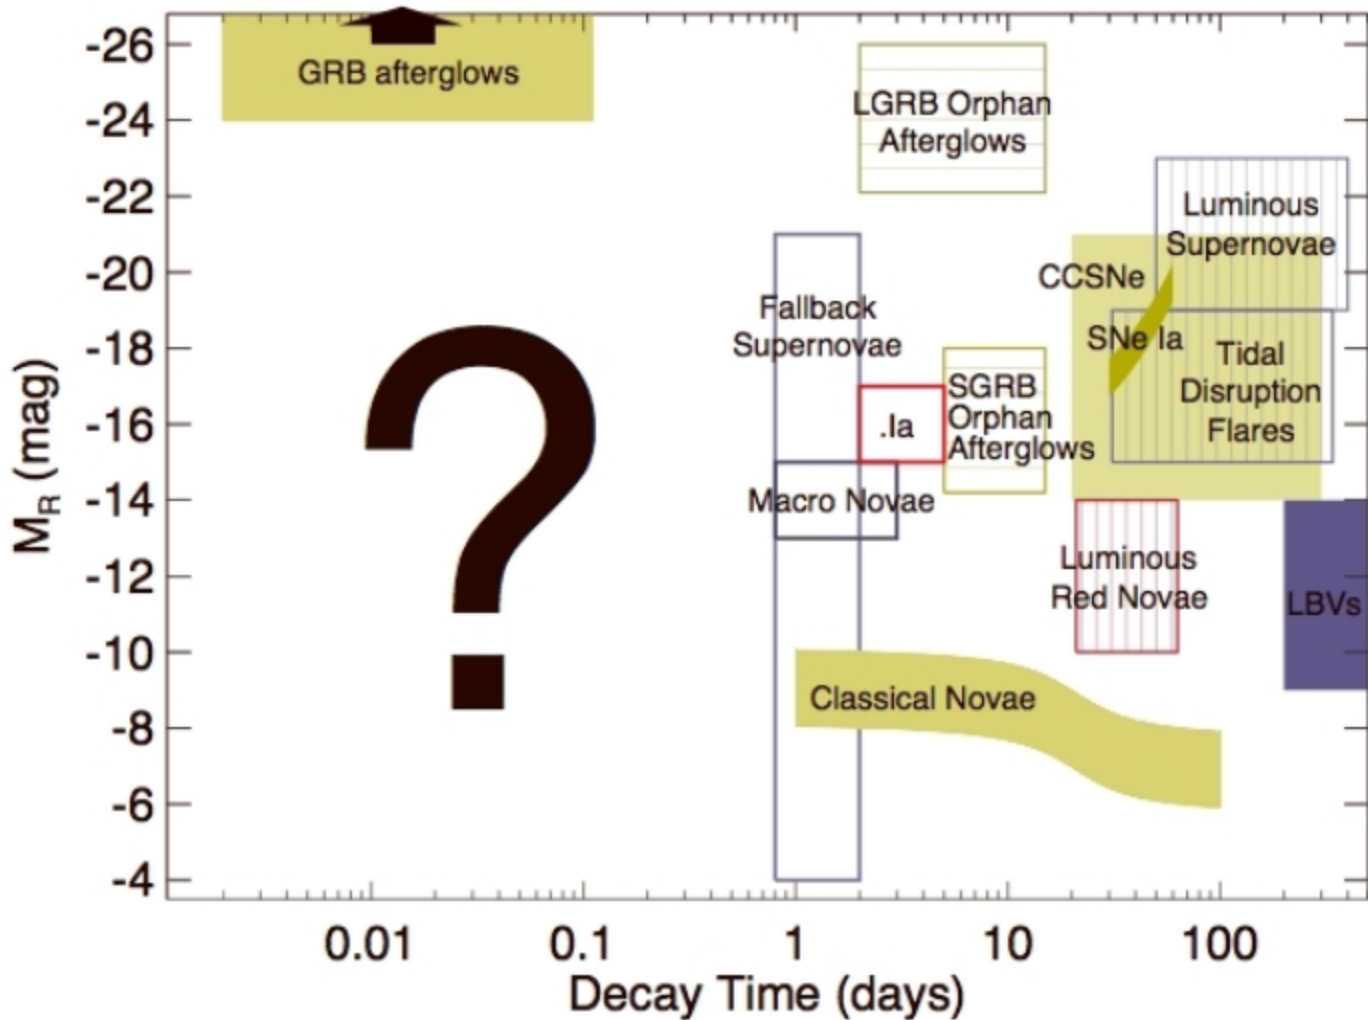 -26
-24
-22
-20
-18
-16
-14
-12
-10
-8
-6
-4
M_R (mag)
GRB afterglows
LGRB Orphan
Afterglows
Luminous
Supernovae
CCSNe
Fallback
Supernovae
SNe Ia
Tidal
Disruption
Flares
SGRB
Orphan
Afterglows
.Ia
Macro Novae
Luminous
Red Novae
LBVs
Classical Novae
?
0.01 0.1 1 10 100
Decay Time (days)